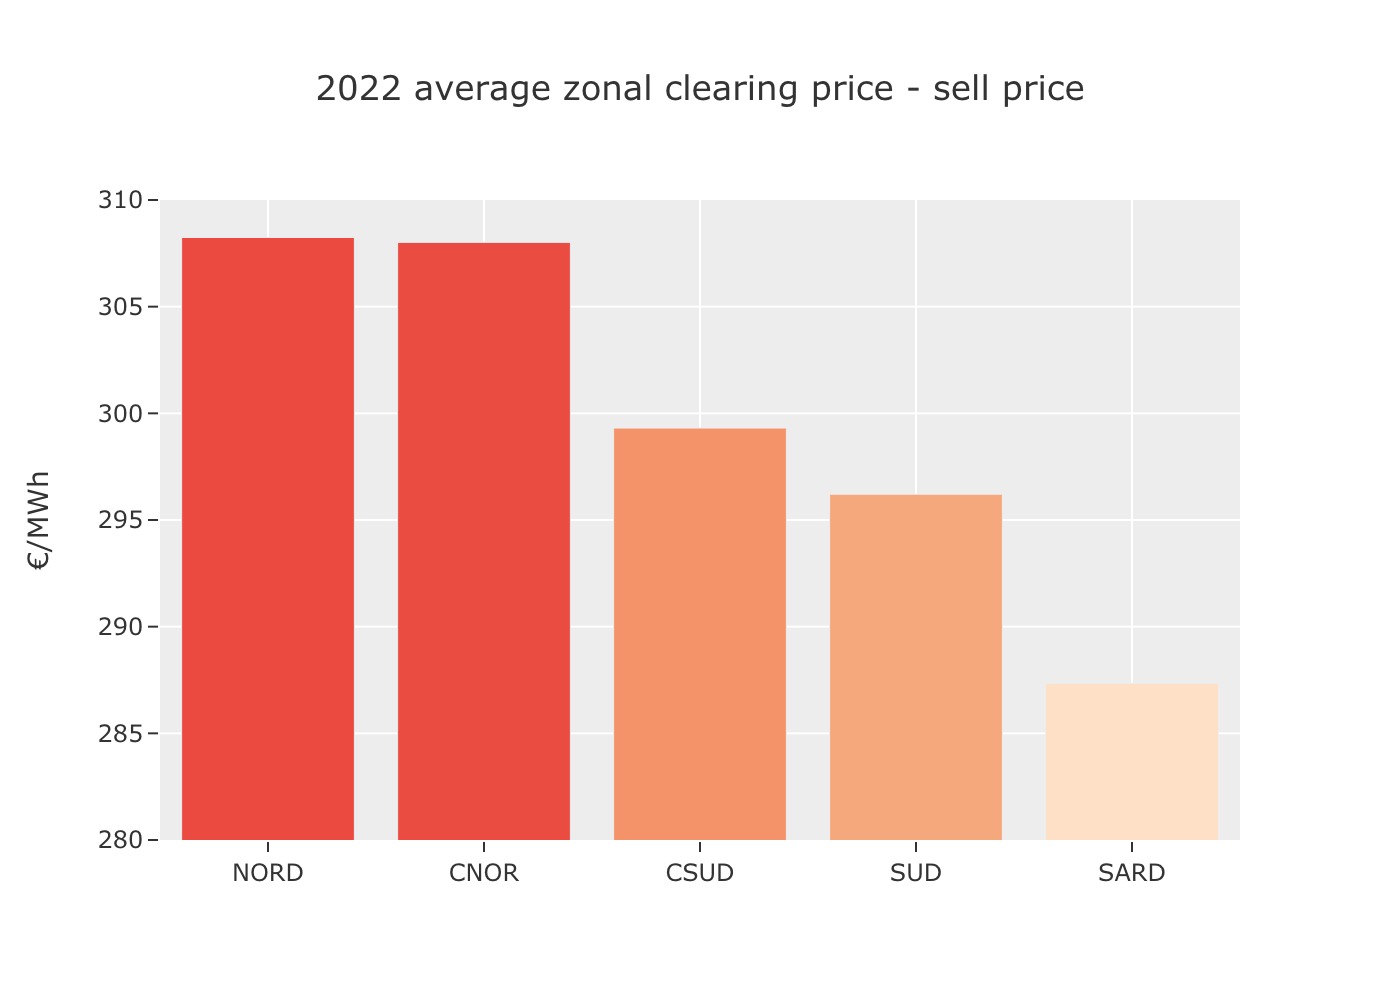 2022 average zonal clearing price - sell price
310
305
300
295
290
285
280
€/MWh
NORD
CNOR
CSUD
SUD
SARD